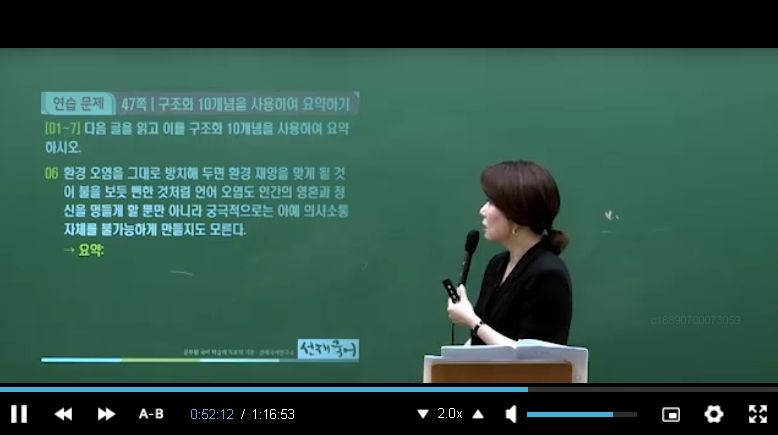 연습 문제 47쪽 | 구조화 10개념을 사용하여 요약하기
[01~7] 다음 글을 읽고 이를 구조화 10개념을 사용하여 요약
하시오.
06 환경 오염을 그대로 방치해 두면 환경 재앙을 맞게 될 것
이 불을 보듯 뻔한 것처럼 언어 오염도 인간의 영혼과 정
신을 멍들게 할 뿐만 아니라 궁극적으로는 아예 의사소통
자체를 불가능하게 만들지도 모른다.
→ 요약:
선재국어
c16890700073059
A-B 0:52:12 / 1:16:53 ▼ 2.0x ▲